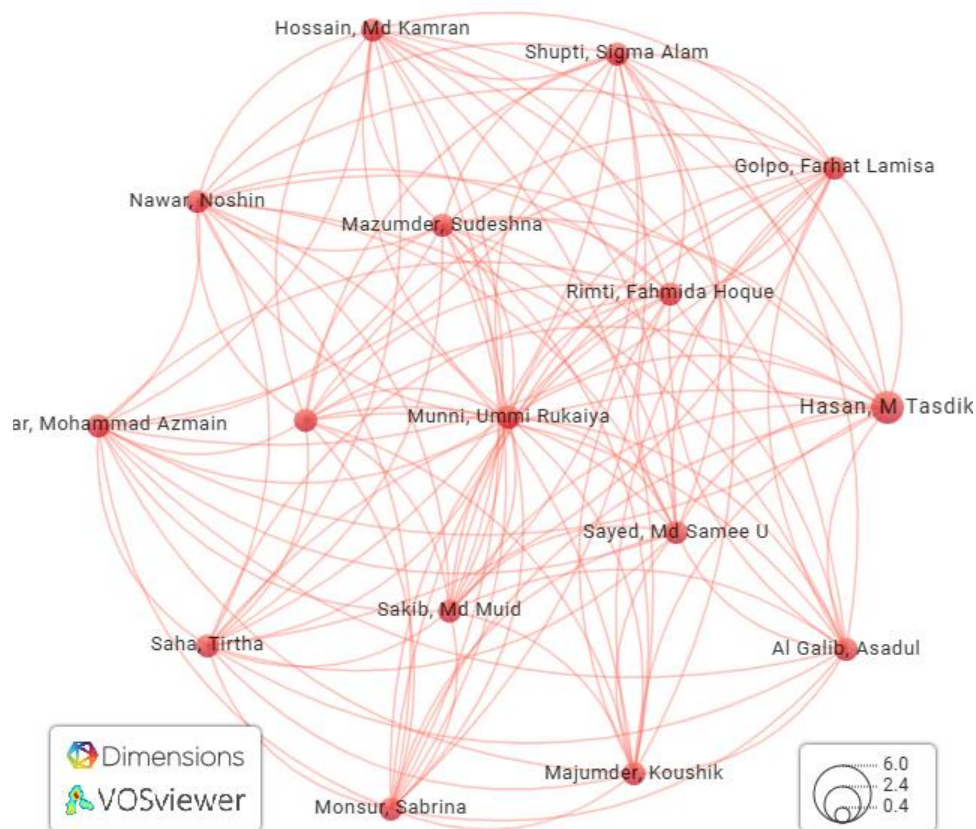 Hossain, Md Kamran
Shupti, Sigma Alam
Golpo, Farhat Lamisa
Nawar, Noshin
Mazumder, Sudeshna
Rimti, Fahmida Hoque
Hasan, M Tasdik
ar, Mohammad Azmain
Munni, Ummi Rukaiya
Sayed, Md Samee U
Sakib, Md Muid
Saha, Tirtha
Al Galib, Asadul
Majumder, Koushik
Monsur, Sabrina
Dimensions
VOSviewer
6.0
2.4
0.4